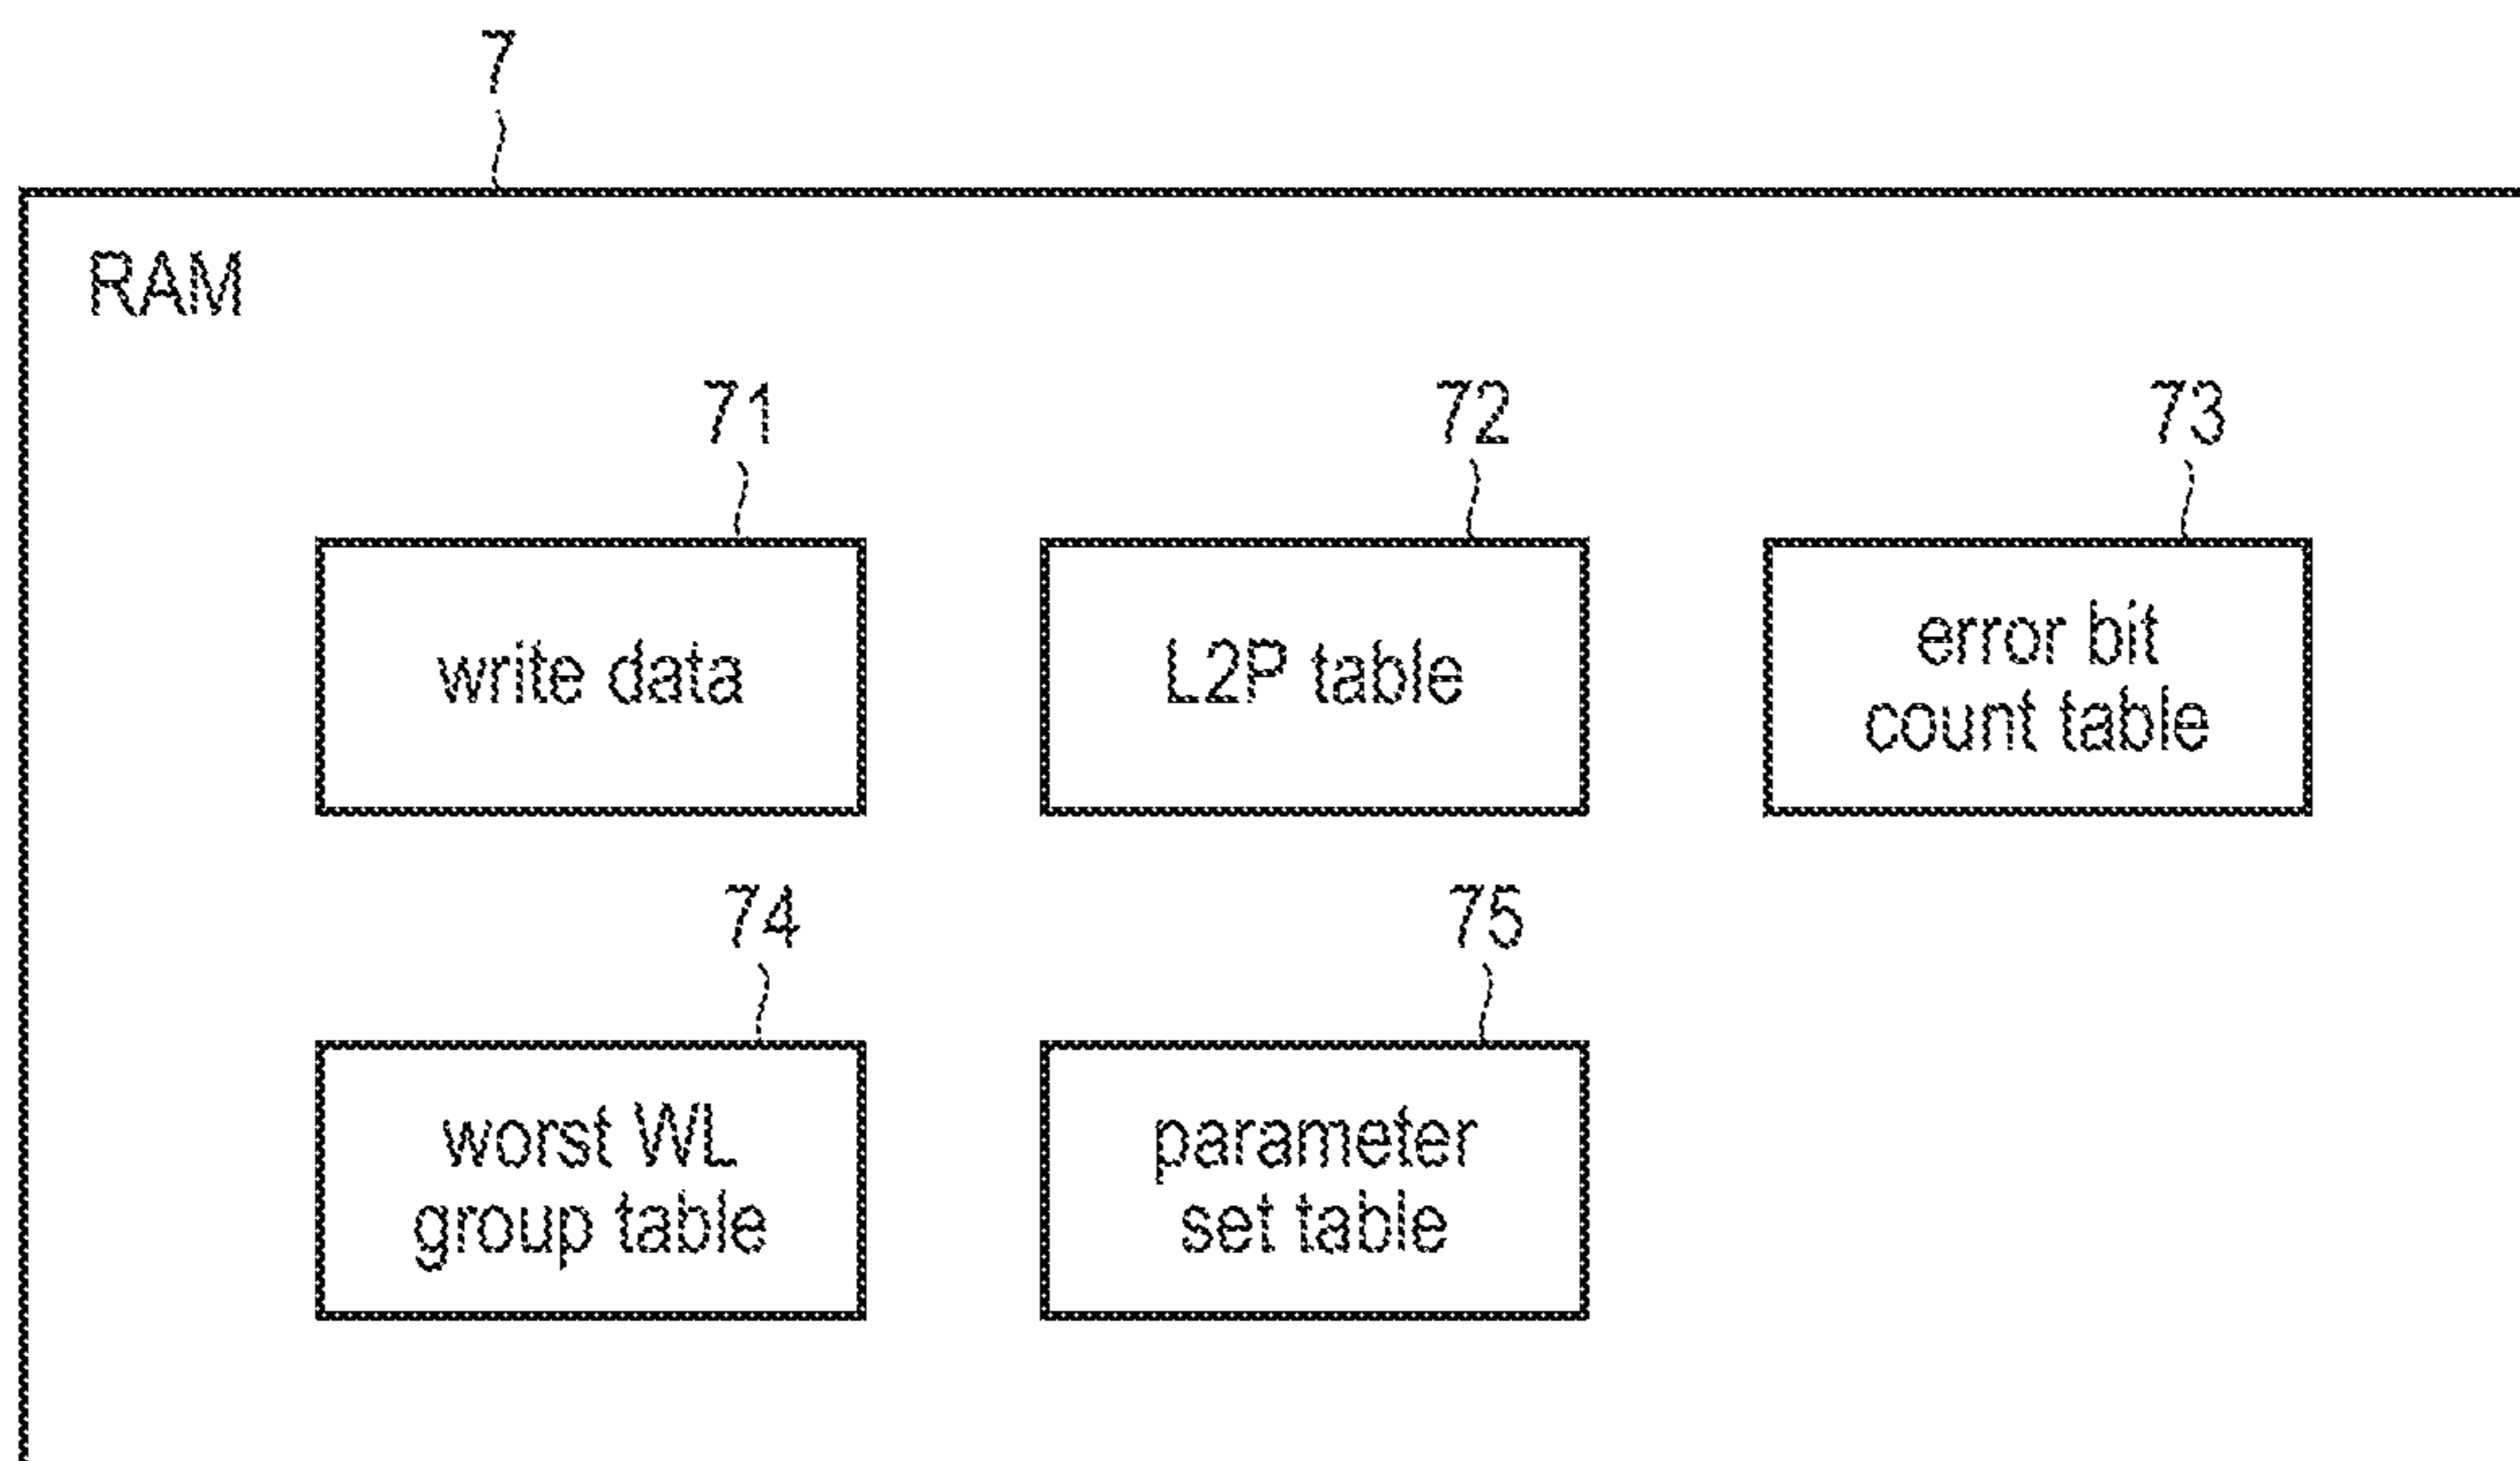 7
RAM
71
72
73
write data
L2P table
error bit
count table
74
75
worst WL
group table
parameter
set table